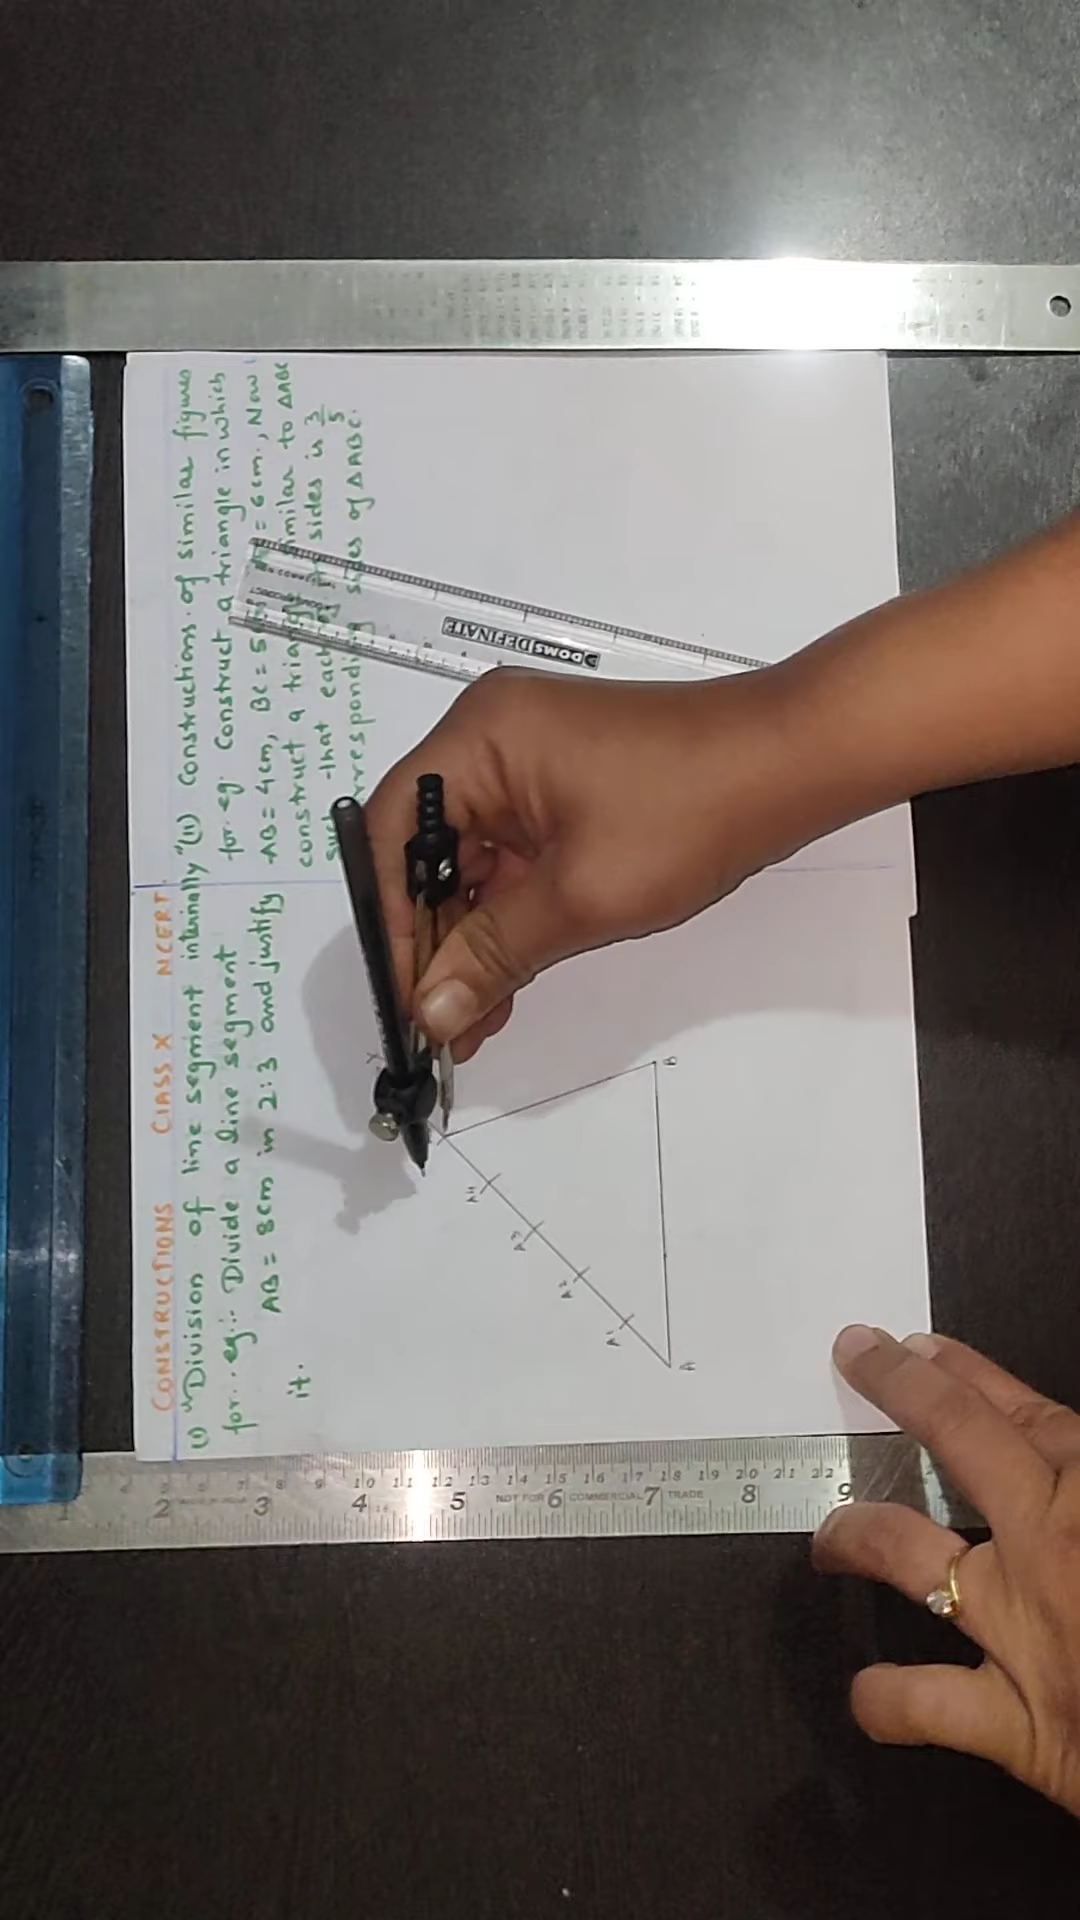 CONSTRUCTIONS CLASS X NCERT
(i) "Division of line segment internally"
for.. eg:- Divide a line segment
AB = 8cm in 2:3 and justify
it.
(ii) Constructions of similar figures
for eg. Construct a triangle in which
AB = 4cm, BC = 5 = 6cm., Now
construct a similar to ΔABC
such that each sides is 3/5
of ΔABC.
X
A4
A3
A2
A1
A
B
DOMS DEFINATE
10 11 12 13 14 15 16 17 18 19 20 21 22
2 3 4 5 6 7 8 9
NOT FOR COMMERCIAL TRADE